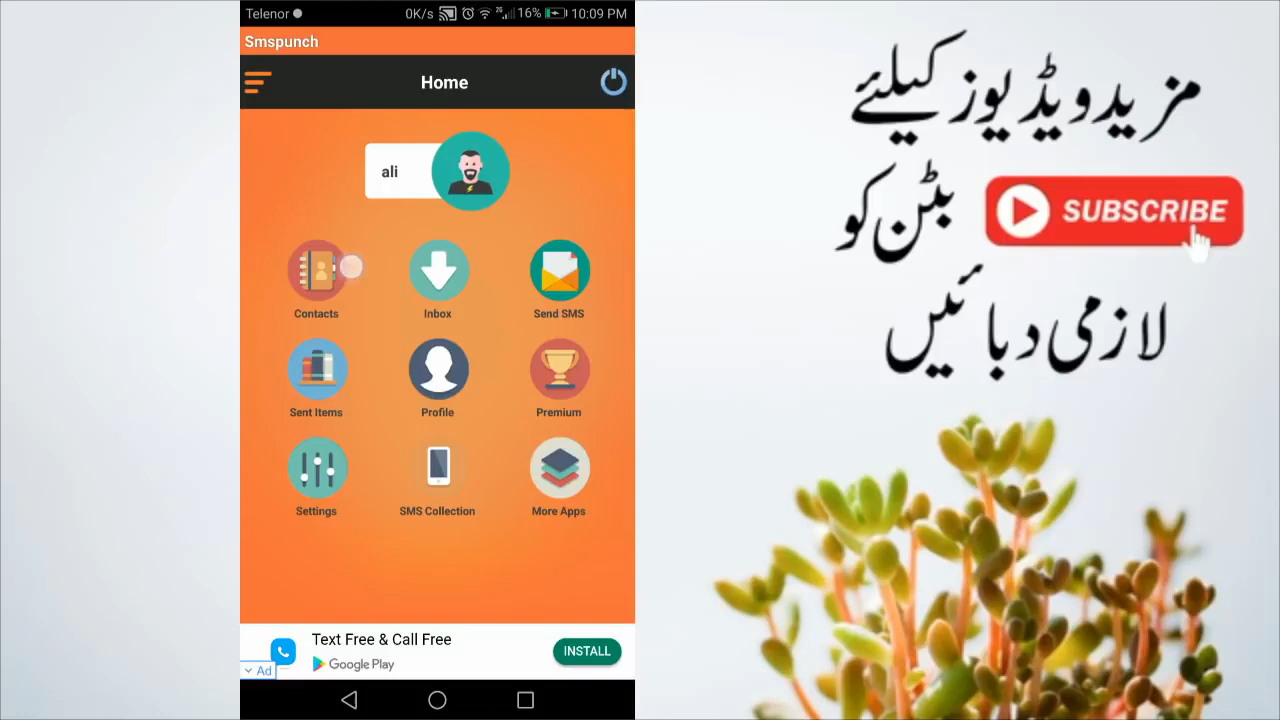 Telenor 0K/s 2G 16% 10:09 PM
Smspunch
Home
ali
Contacts Inbox Send SMS
Sent Items Profile Premium
Settings SMS Collection More Apps
Text Free & Call Free
Google Play
INSTALL
Ad
مزید ویڈیوز کیلئے
SUBSCRIBE بٹن کو
لازمی دبائیں